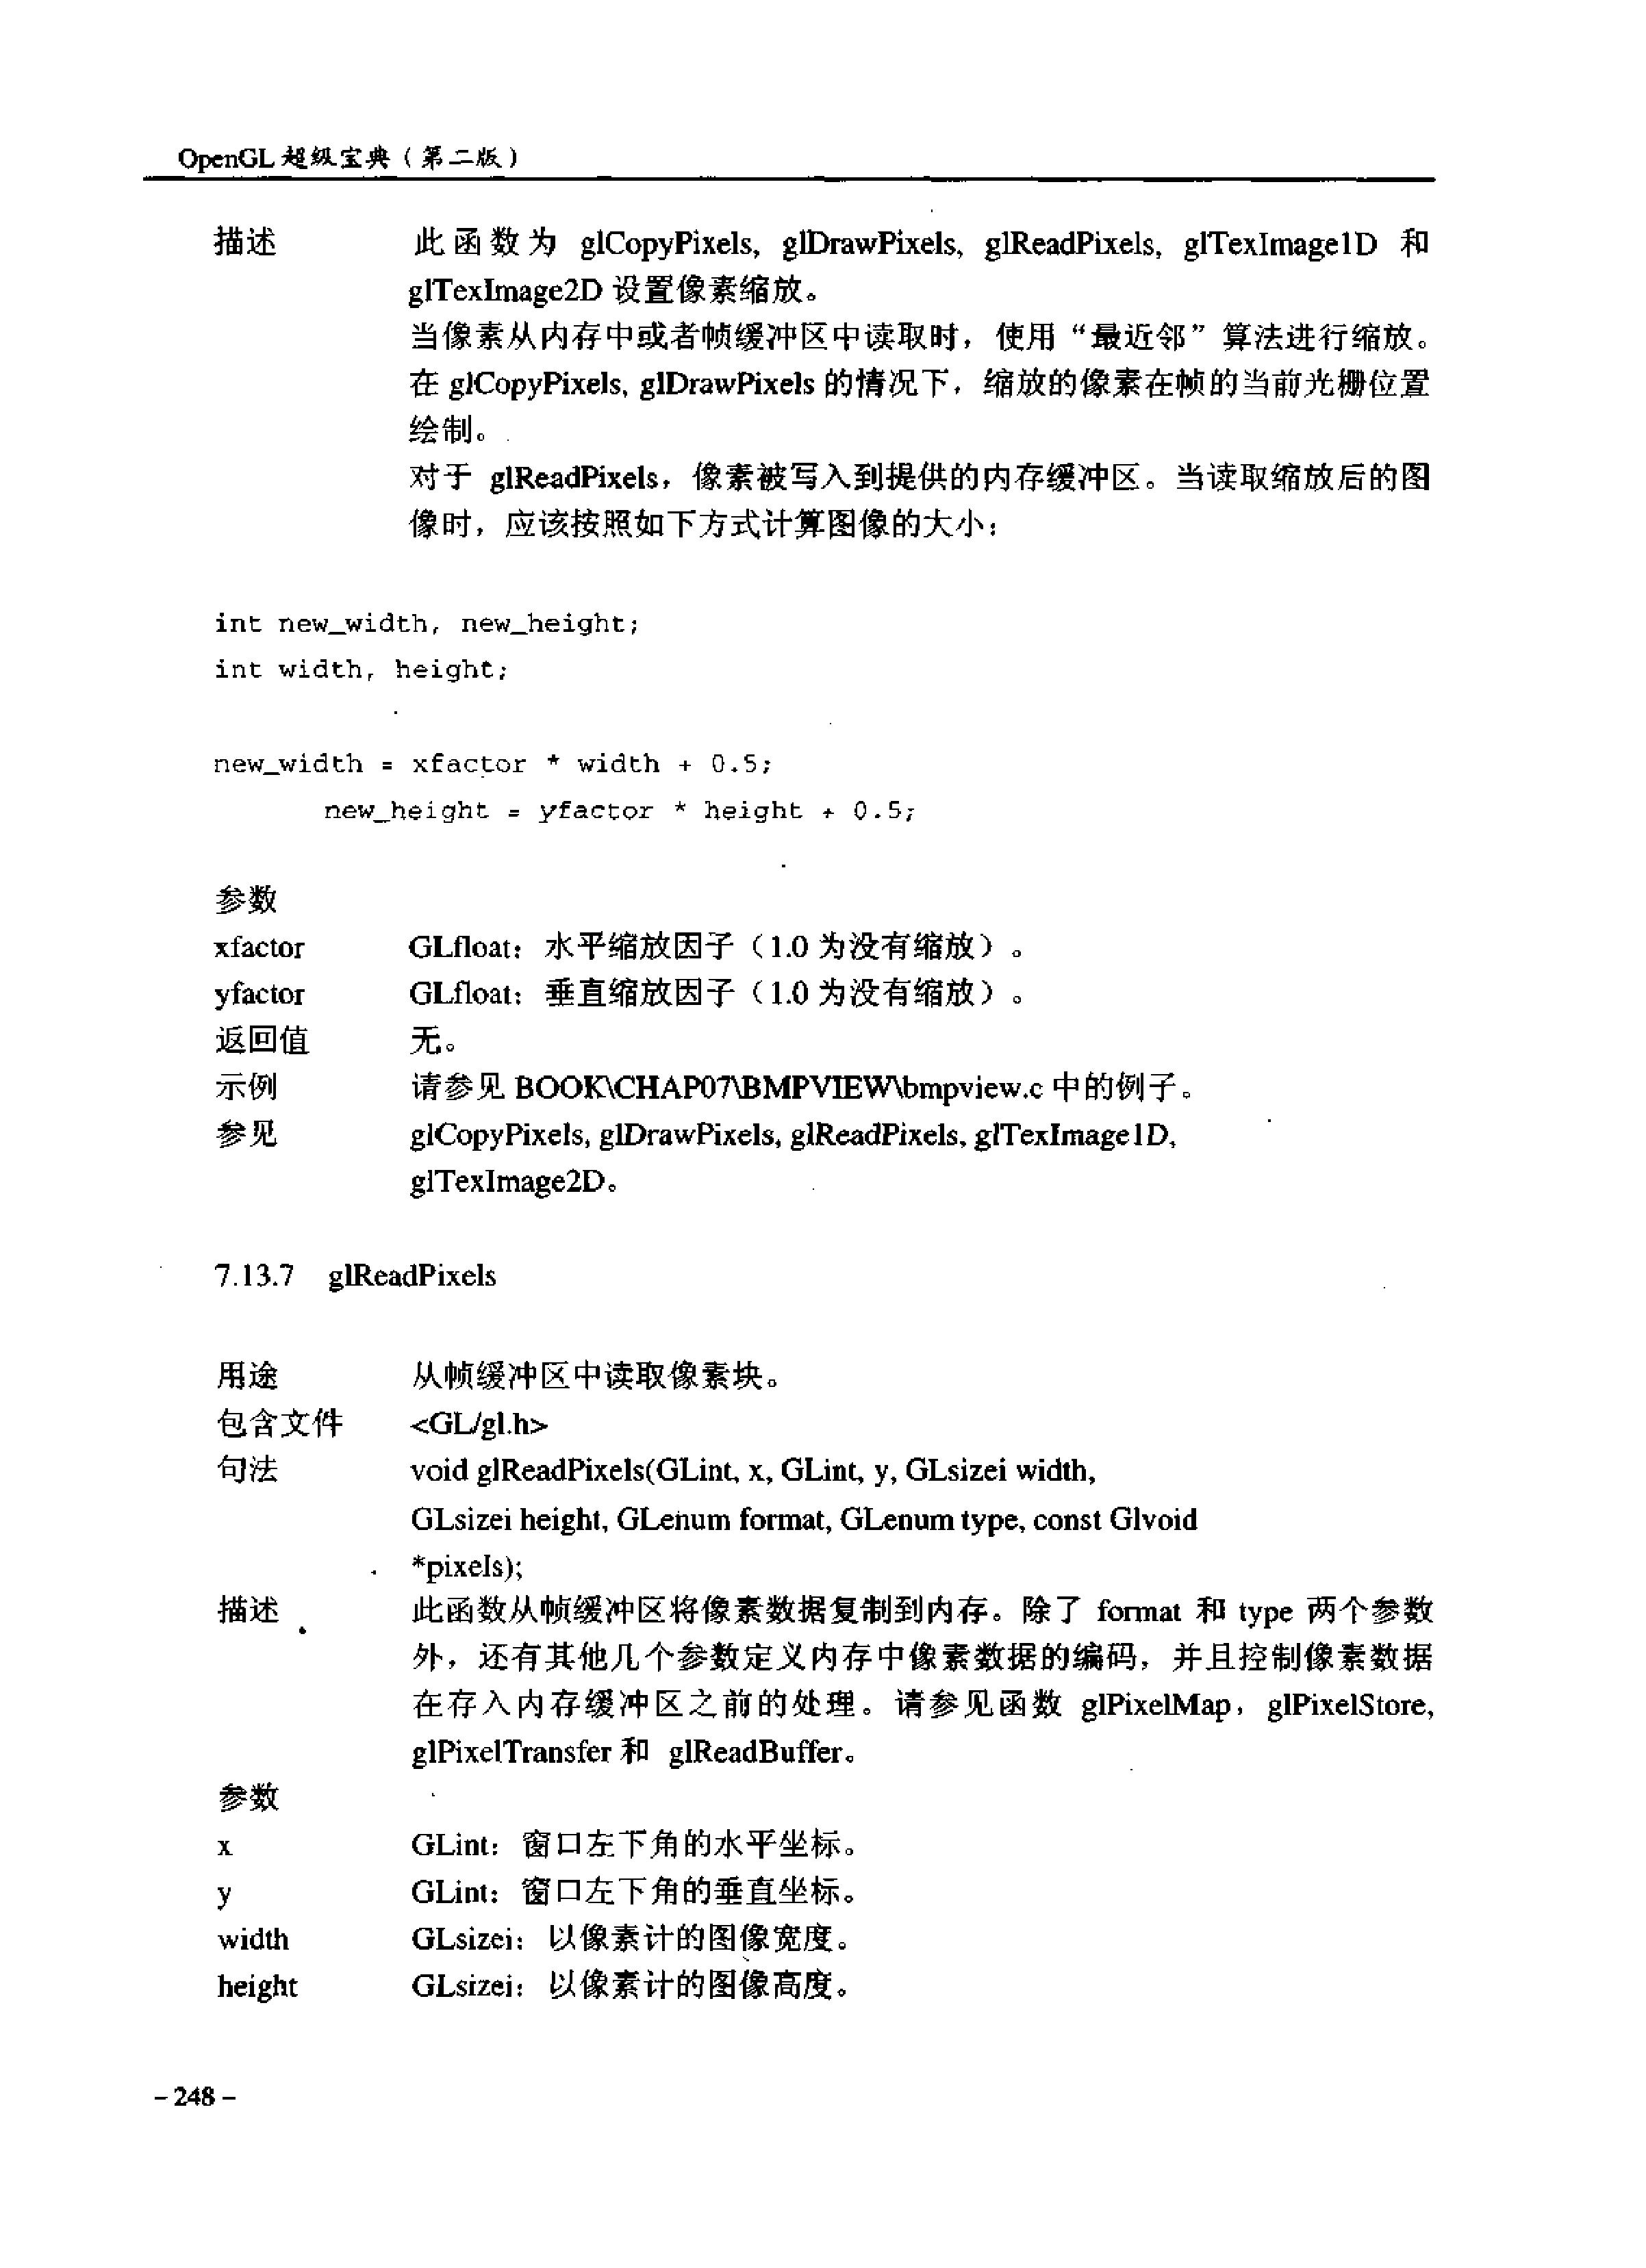 OpenGL 超级宝典（第二版）
描述 此函数为 glCopyPixels, glDrawPixels, glReadPixels, glTexImage1D 和
glTexImage2D 设置像素缩放。
当像素从内存中或者帧缓冲区中读取时，使用“最近邻”算法进行缩放。
在 glCopyPixels, glDrawPixels 的情况下，缩放的像素在帧的当前光栅位置
绘制。
对于 glReadPixels，像素被写入到提供的内存缓冲区。当读取缩放后的图
像时，应该按照如下方式计算图像的大小：
int new_width, new_height;
int width, height;
new_width = xfactor * width + 0.5;
new_height = yfactor * height + 0.5;
参数
xfactor GLfloat：水平缩放因子（1.0 为没有缩放）。
yfactor GLfloat：垂直缩放因子（1.0 为没有缩放）。
返回值 无。
示例 请参见 BOOK\CHAP07\BMPVIEW\bmpview.c 中的例子。
参见 glCopyPixels, glDrawPixels, glReadPixels, glTexImage1D,
glTexImage2D。
7.13.7 glReadPixels
用途 从帧缓冲区中读取像素块。
包含文件 <GL/gl.h>
句法 void glReadPixels(GLint, x, GLint, y, GLsizei width,
GLsizei height, GLenum format, GLenum type, const Glvoid
*pixels);
描述 此函数从帧缓冲区将像素数据复制到内存。除了 format 和 type 两个参数
外，还有其他几个参数定义内存中像素数据的编码，并且控制像素数据
在存入内存缓冲区之前的处理。请参见函数 glPixelMap，glPixelStore,
glPixelTransfer 和 glReadBuffer。
参数
x GLint：窗口左下角的水平坐标。
y GLint：窗口左下角的垂直坐标。
width GLsizei：以像素计的图像宽度。
height GLsizei：以像素计的图像高度。
- 248 -